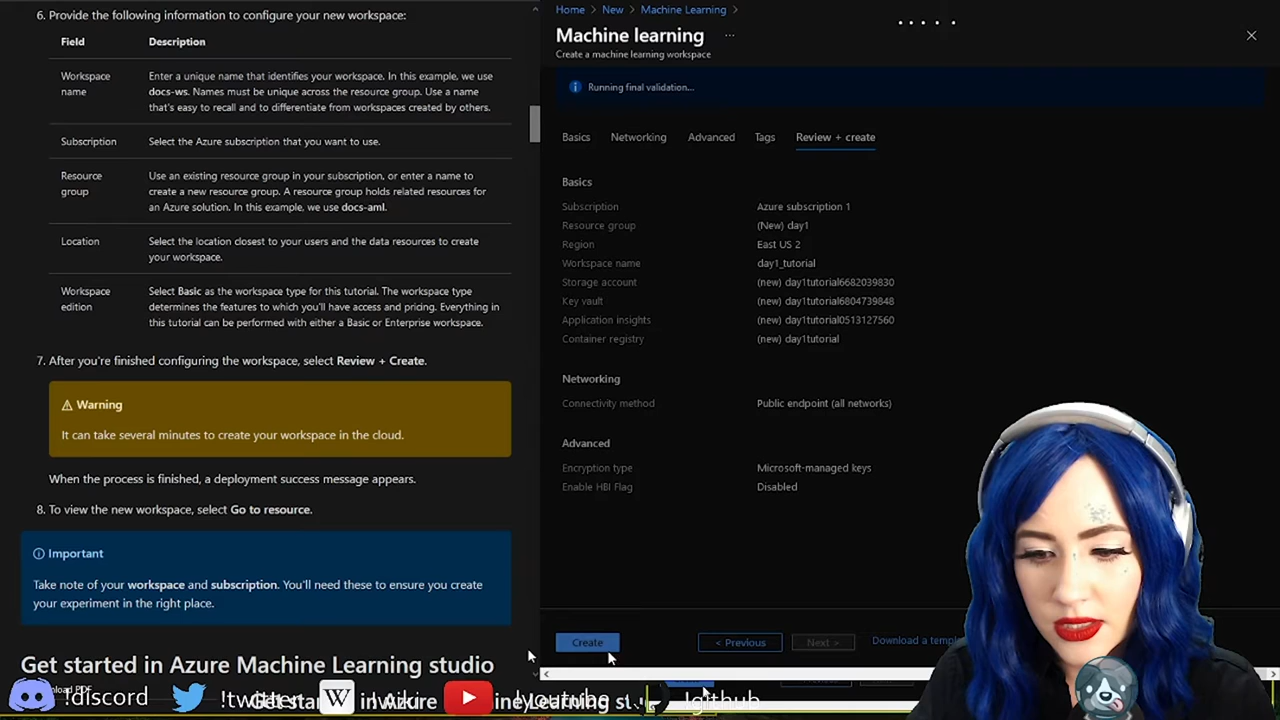 6. Provide the following information to configure your new workspace:
Field Description
Workspace name
Enter a unique name that identifies your workspace. In this example, we use
docs-ws. Names must be unique across the resource group. Use a name
that's easy to recall and to differentiate from workspaces created by others.
Subscription Select the Azure subscription that you want to use.
Resource group
Use an existing resource group in your subscription, or enter a name to
create a new resource group. A resource group holds related resources for
an Azure solution. In this example, we use docs-aml.
Location Select the location closest to your users and the data resources to create
your workspace.
Workspace edition
Select Basic as the workspace type for this tutorial. The workspace type
determines the features to which you'll have access and pricing. Everything in
this tutorial can be performed with either a Basic or Enterprise workspace.
7. After you're finished configuring the workspace, select Review + Create.
Warning
It can take several minutes to create your workspace in the cloud.
When the process is finished, a deployment success message appears.
8. To view the new workspace, select Go to resource.
Important
Take note of your workspace and subscription. You'll need these to ensure you create
your experiment in the right place.
Get started in Azure Machine Learning studio
Home > New > Machine Learning >
Machine learning ...
Create a machine learning workspace
Running final validation...
Basics Networking Advanced Tags Review + create
Basics
Subscription Azure subscription 1
Resource group (New) day1
Region East US 2
Workspace name day1_tutorial
Storage account (new) day1tutorial6682039830
Key vault (new) day1tutorial6804739848
Application insights (new) day1tutorial0513127560
Container registry (new) day1tutorial
Networking
Connectivity method Public endpoint (all networks)
Advanced
Encryption type Microsoft-managed keys
Enable HBI Flag Disabled
Create < Previous Next > Download a templ
!discord !twitter W !wiki !youtube !github